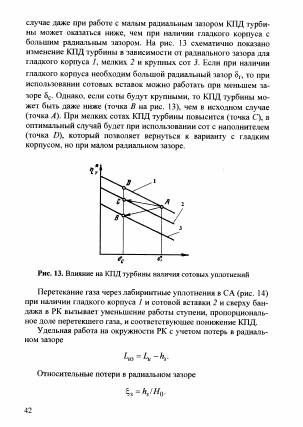 случае даже при работе с малым радиальным зазором КПД турби-
ны может оказаться ниже, чем при наличии гладкого корпуса с
большим радиальным зазором. На рис. 13 схематично показано
изменение КПД турбины в зависимости от радиального зазора для
гладкого корпуса 1, мелких 2 и крупных сот 3. Если при наличии
гладкого корпуса необходим большой радиальный зазор δ₁, то при
использовании сотовых вставок можно работать при меньшем за-
зоре δ₀. Однако, если соты будут крупными, то КПД турбины мо-
жет быть даже ниже (точка B на рис. 13), чем в исходном случае
(точка A). При мелких сотах КПД турбины повысится (точка C), а
оптимальный случай будет при использовании сот с наполнителем
(точка D), который позволяет вернуться к варианту с гладким
корпусом, но при малом радиальном зазоре.
B
1
C
A
B
2
3
Рис. 13. Влияние на КПД турбины наличия сотовых уплотнений
Перетекание газа через лабиринтные уплотнения в СА (рис. 14)
при наличии гладкого корпуса 1 и сотовой вставки 2 и сверху бан-
дажа в РК вызывает уменьшение работы ступени, пропорциональ-
ное доле перетекшего газа, и соответствующее понижение КПД.
Удельная работа на окружности РК с учетом потерь в радиаль-
ном зазоре
Относительные потери в радиальном зазоре
42